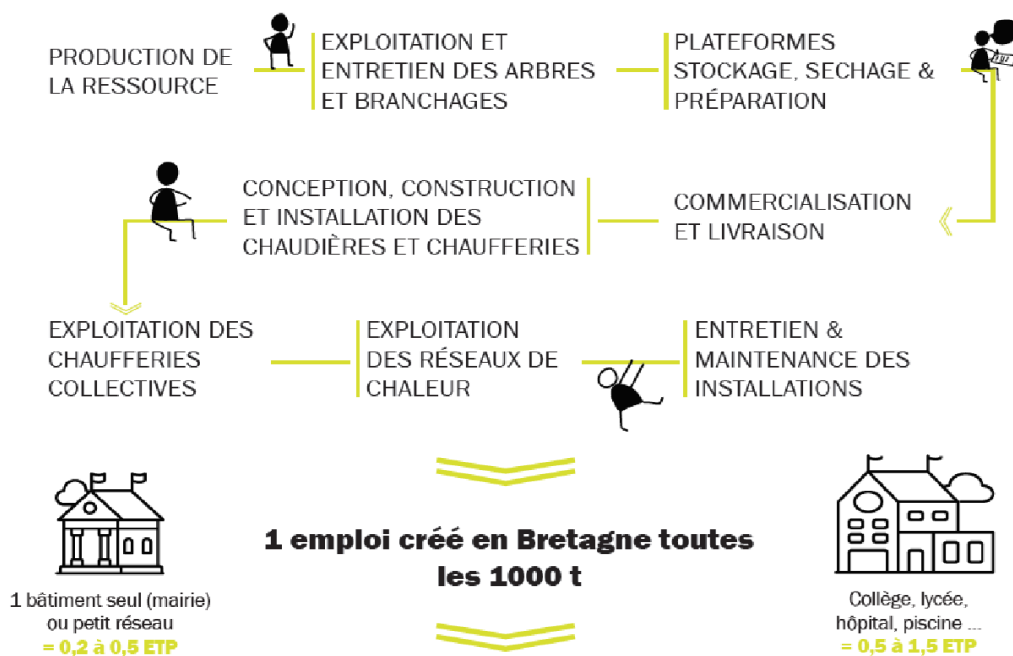 PRODUCTION DE
LA RESSOURCE
EXPLOITATION ET
ENTRETIEN DES ARBRES
ET BRANCHAGES
PLATEFORMES
STOCKAGE, SECHAGE &
PRÉPARATION
COMMERCIALISATION
ET LIVRAISON
CONCEPTION, CONSTRUCTION
ET INSTALLATION DES
CHAUDIÈRES ET CHAUFFERIES
EXPLOITATION DES
CHAUFFERIES
COLLECTIVES
EXPLOITATION
DES RÉSEAUX DE
CHALEUR
ENTRETIEN &
MAINTENANCE DES
INSTALLATIONS
1 emploi créé en Bretagne toutes
les 1000 t
1 bâtiment seul (mairie)
ou petit réseau
= 0,2 à 0,5 ETP
Collège, lycée,
hôpital, piscine ...
= 0,5 à 1,5 ETP